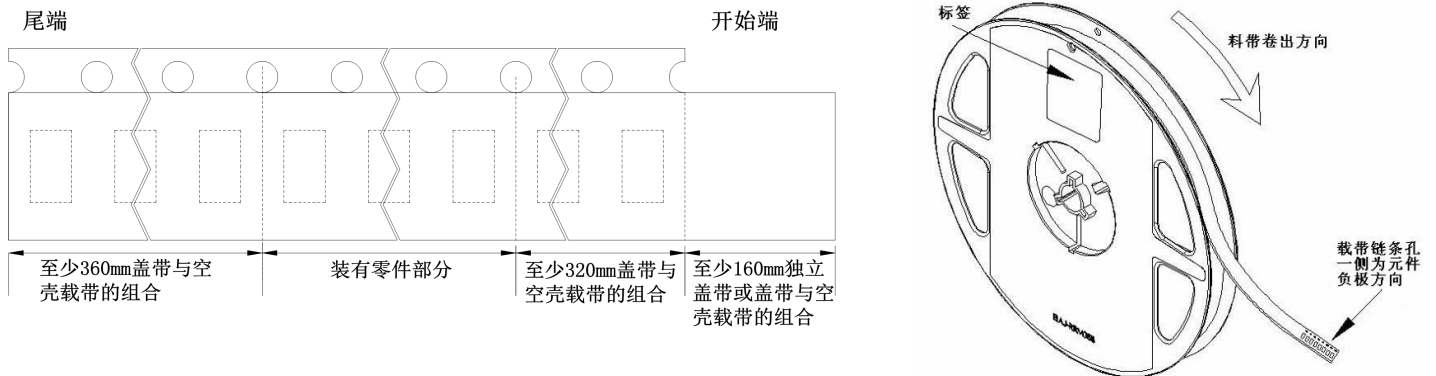 尾端
开始端
至少360mm盖带与空
壳载带的组合
装有零件部分
至少320mm盖带与
空壳载带的组合
至少160mm独立
盖带或盖带与空
壳载带的组合
标签
料带卷出方向
载带链条孔
一侧为元件
负极方向